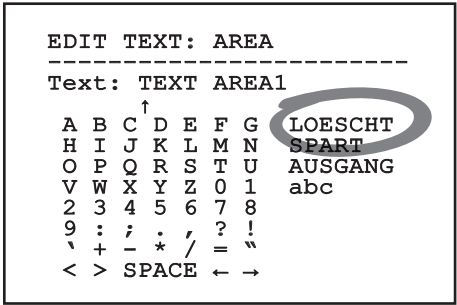 EDIT TEXT: AREA
------------------------
Text: TEXT AREA1
↑
A B C D E F G LOESCHT
H I J K L M N SPART
O P Q R S T U AUSGANG
V W X Y Z 0 1 abc
2 3 4 5 6 7 8
9 : ; . , ? !
‛ + - * / = “
< > SPACE ← →